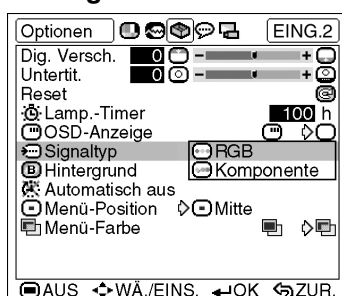 Optionen EING.2
Dig. Versch. 0 - +
Untertit. 0 - +
Reset
Lamp.-Timer 100 h
OSD-Anzeige
Signaltyp RGB
Hintergrund Komponente
Automatisch aus
Menü-Position Mitte
Menü-Farbe
AUS WÄ./EINS. OK ZUR.